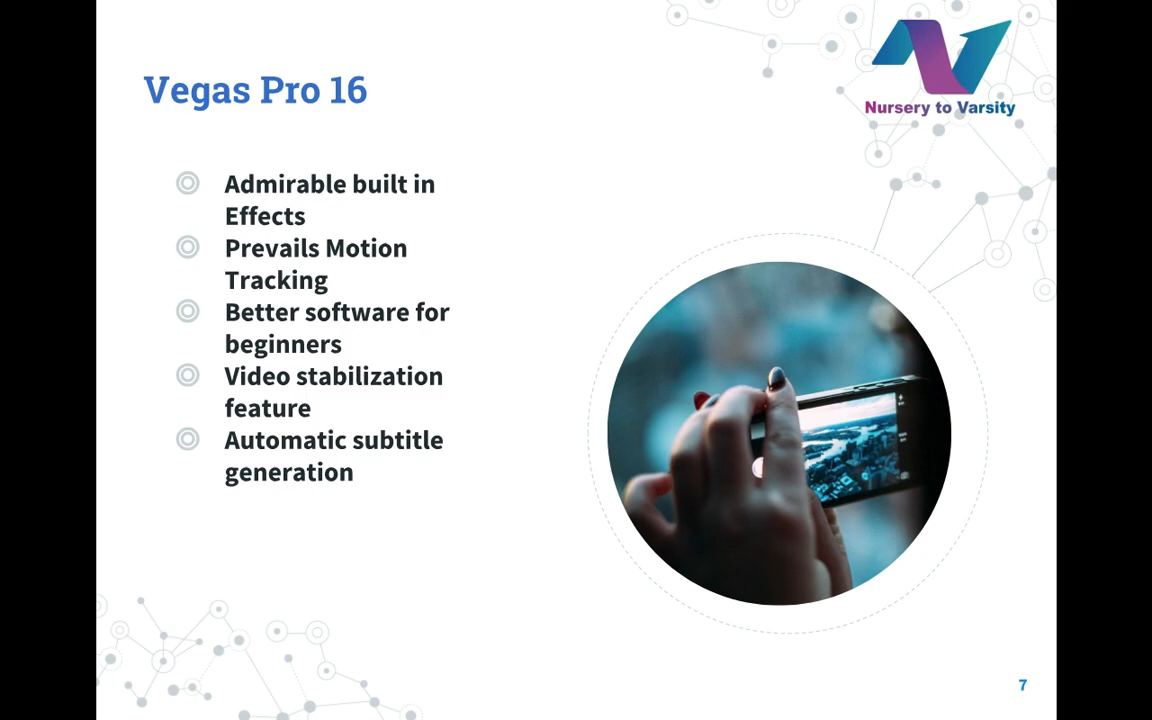 Nursery to Varsity
Vegas Pro 16
Admirable built in
Effects
Prevails Motion
Tracking
Better software for
beginners
Video stabilization
feature
Automatic subtitle
generation
7